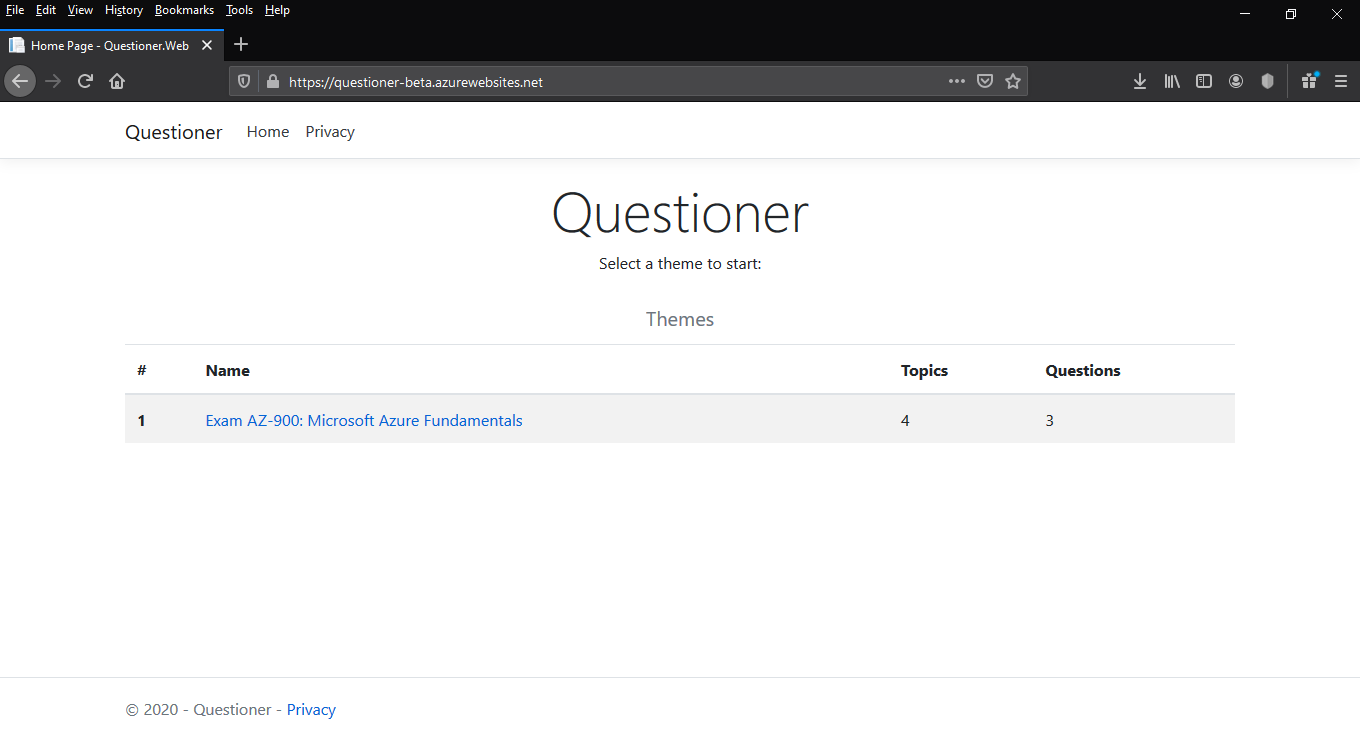 File Edit View History Bookmarks Tools Help
Home Page - Questioner.Web
https://questioner-beta.azurewebsites.net
Questioner Home Privacy
Questioner
Select a theme to start:
Themes
# Name Topics Questions
1 Exam AZ-900: Microsoft Azure Fundamentals 4 3
© 2020 - Questioner - Privacy